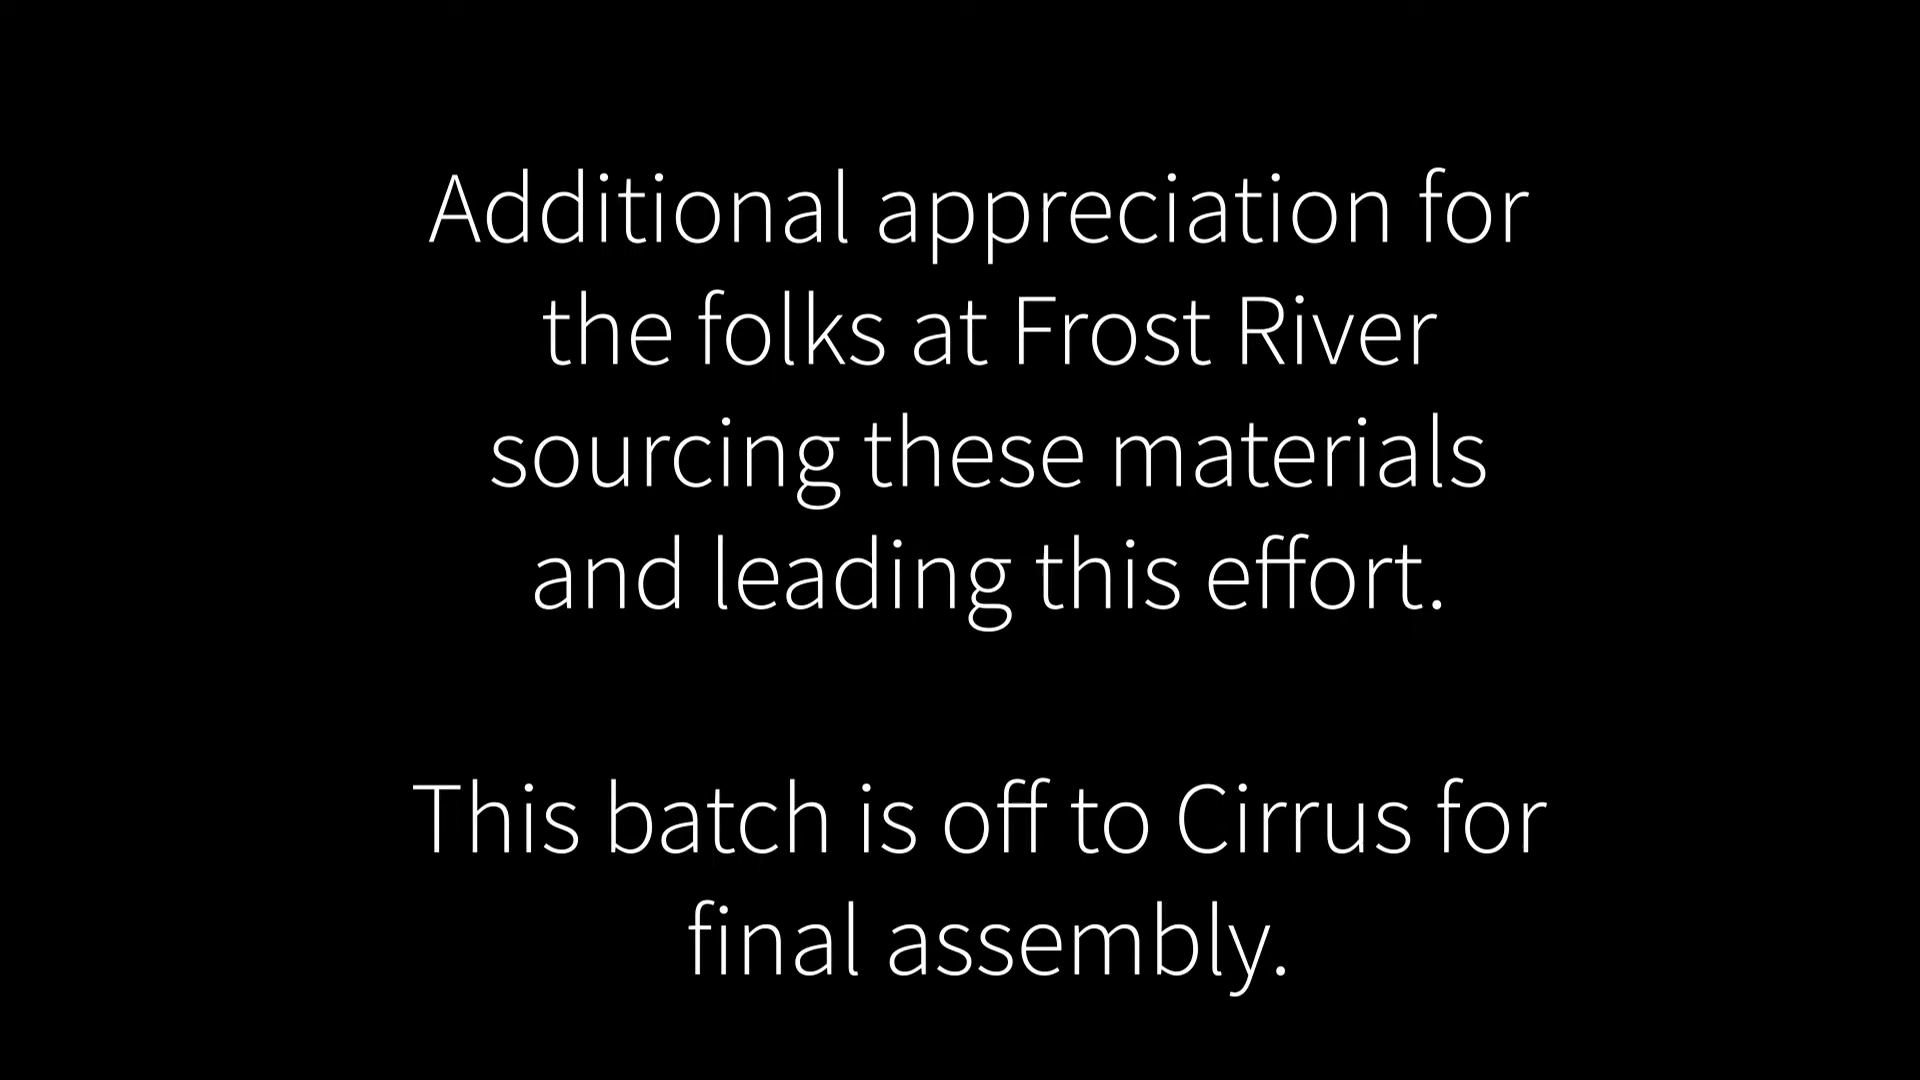 Additional appreciation for
the folks at Frost River
sourcing these materials
and leading this effort.
This batch is off to Cirrus for
final assembly.